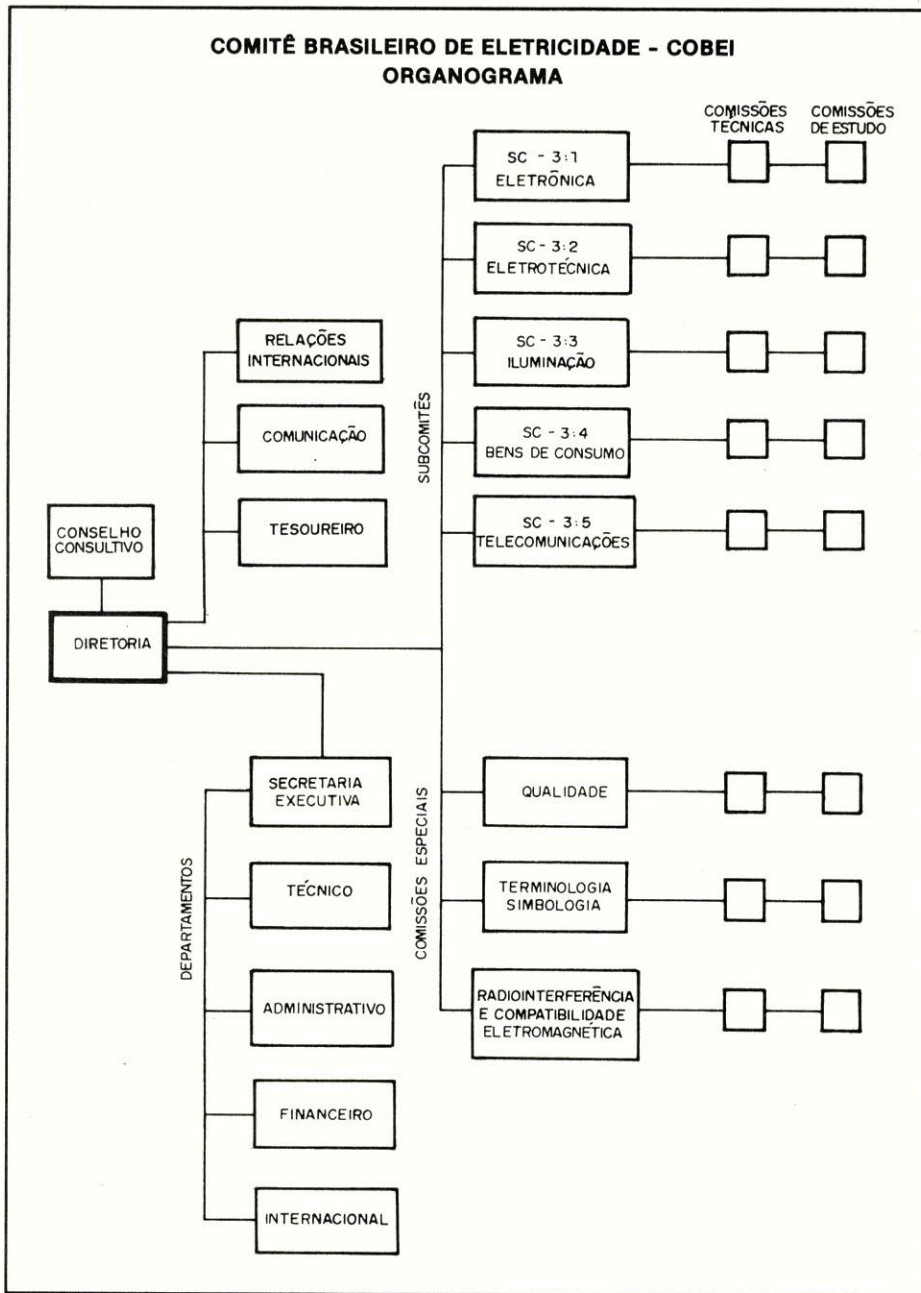 COMITÊ BRASILEIRO DE ELETRICIDADE - COBEI
ORGANOGRAMA
COMISSÕES
TÉCNICAS
COMISSÕES
DE ESTUDO
SC - 3:1
ELETRÔNICA
SC - 3:2
ELETROTÉCNICA
SC - 3:3
ILUMINAÇÃO
SC - 3:4
BENS DE CONSUMO
SC - 3:5
TELECOMUNICAÇÕES
SUBCOMITÊS
RELAÇÕES
INTERNACIONAIS
COMUNICAÇÃO
TESOUREIRO
CONSELHO
CONSULTIVO
DIRETORIA
SECRETARIA
EXECUTIVA
DEPARTAMENTOS
TÉCNICO
ADMINISTRATIVO
FINANCEIRO
INTERNACIONAL
COMISSÕES ESPECIAIS
QUALIDADE
TERMINOLOGIA
SIMBOLOGIA
RADIOINTERFERÊNCIA
E COMPATIBILIDADE
ELETROMAGNÉTICA